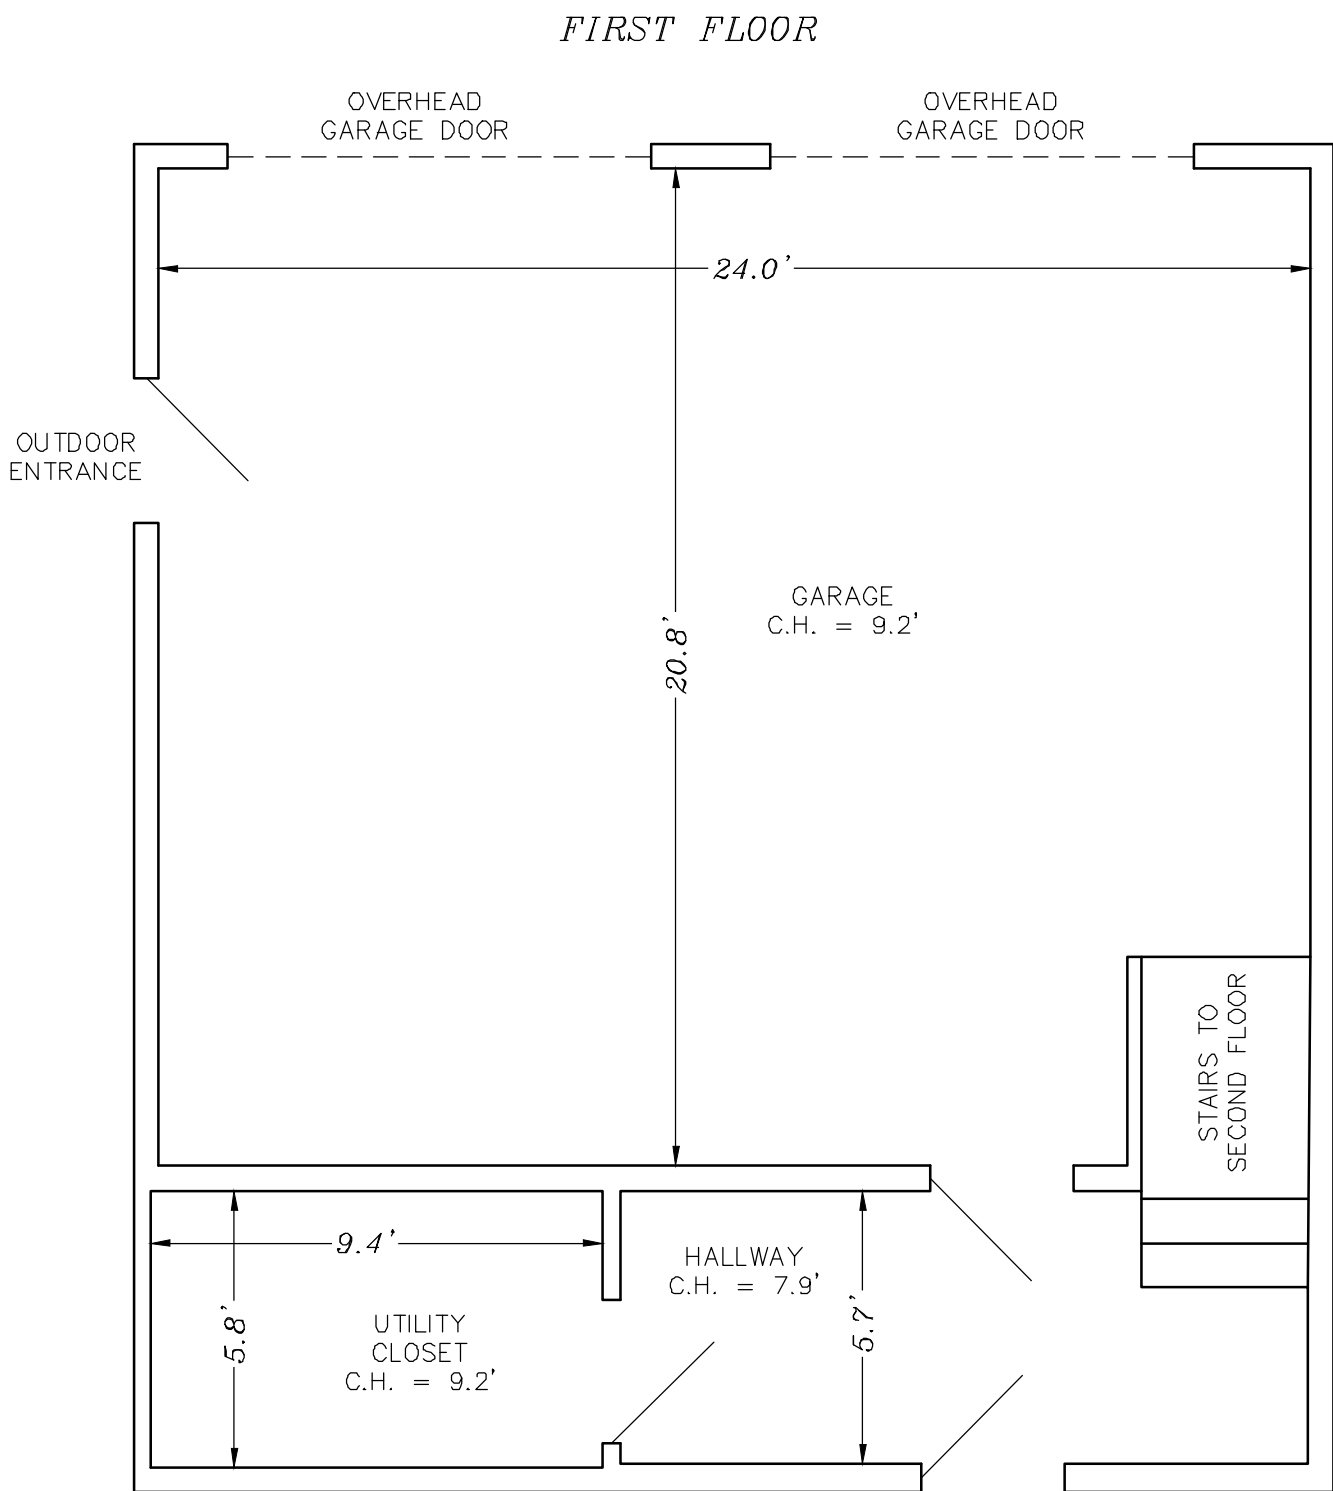 FIRST FLOOR
OVERHEAD
GARAGE DOOR
OVERHEAD
GARAGE DOOR
24.0'
OUTDOOR
ENTRANCE
GARAGE
C.H. = 9.2'
20.8'
STAIRS TO
SECOND FLOOR
9.4'
HALLWAY
C.H. = 7.9'
5.8'
UTILITY
CLOSET
C.H. = 9.2'
5.7'